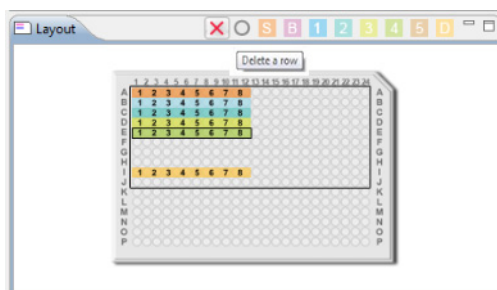 Layout S B 1 2 3 4 5 D
Delete a row
1 2 3 4 5 6 7 8 9 10 11 12 13 14 15 16 17 18 19 20 21 22 23 24
A 1 2 3 4 5 6 7 8 A
B 1 2 3 4 5 6 7 8 B
C 1 2 3 4 5 6 7 8 C
D 1 2 3 4 5 6 7 8 D
E 1 2 3 4 5 6 7 8 E
F F
G G
H H
I 1 2 3 4 5 6 7 8 I
J J
K K
L L
M M
N N
O O
P P